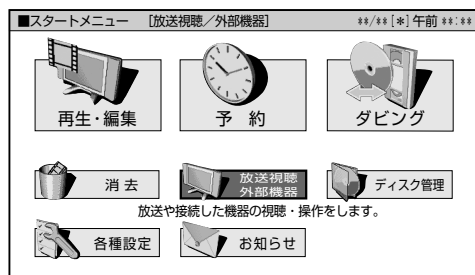 ■スタートメニュー ［放送視聴／外部機器］ **/**[*]午前**:**
再生・編集 予 約 ダビング
消 去 放送視聴 外部機器 ディスク管理
放送や接続した機器の視聴・操作をします。
各種設定 お知らせ